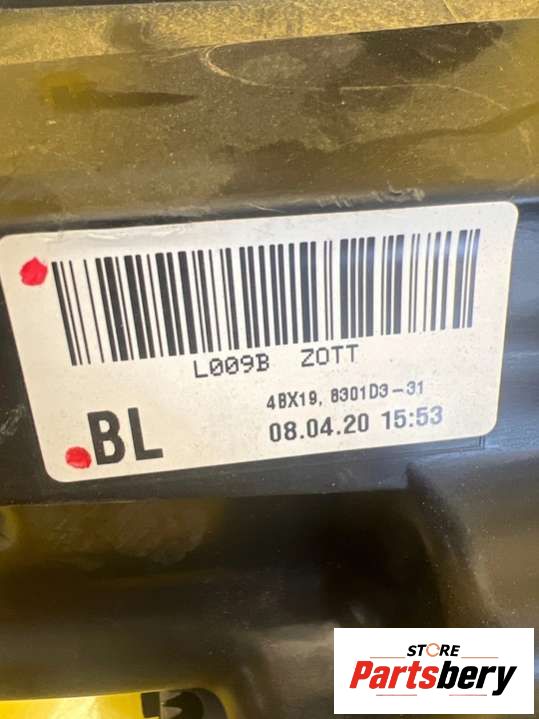 L009B ZOTT
4BX19, 8301D3-31
BL
08.04.20 15:53
STORE
Partsbery